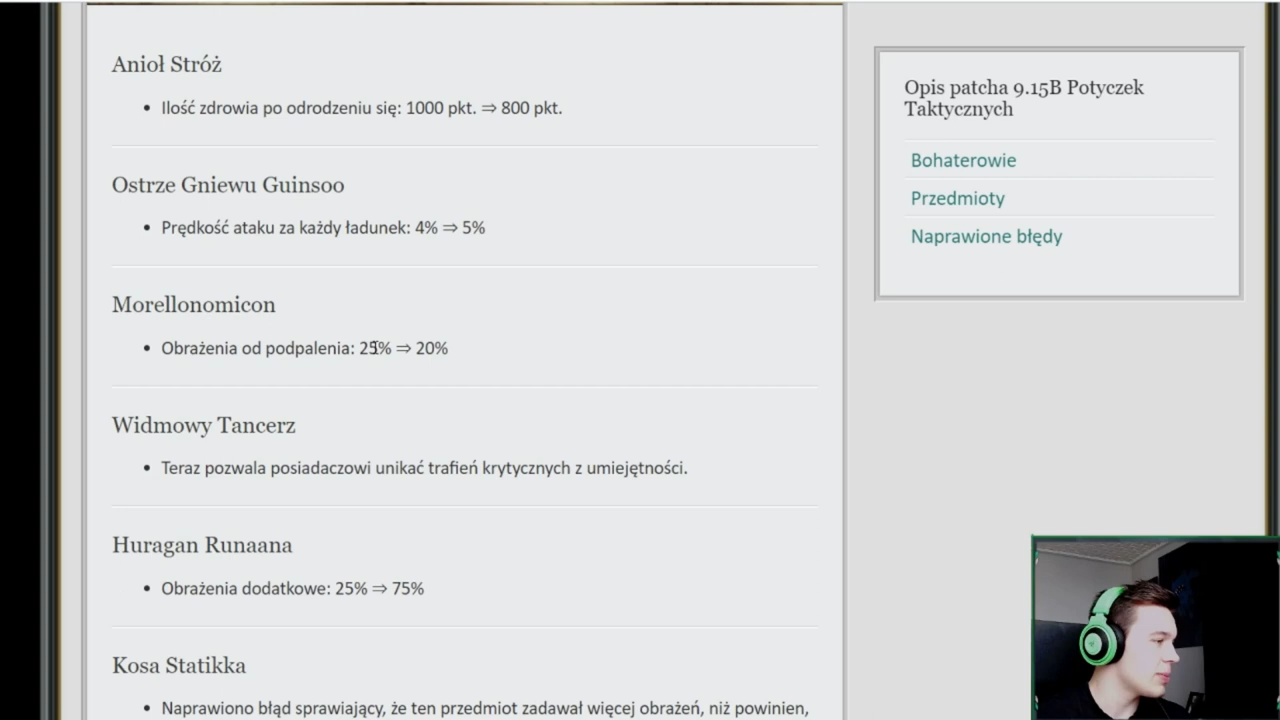 Anioł Stróż
• Ilość zdrowia po odrodzeniu się: 1000 pkt. ⇒ 800 pkt.
Ostrze Gniewu Guinsoo
• Prędkość ataku za każdy ładunek: 4% ⇒ 5%
Morellonomicon
• Obrażenia od podpalenia: 25% ⇒ 20%
Widmowy Tancerz
• Teraz pozwala posiadaczowi unikać trafień krytycznych z umiejętności.
Huragan Runaana
• Obrażenia dodatkowe: 25% ⇒ 75%
Kosa Statikka
• Naprawiono błąd sprawiający, że ten przedmiot zadawał więcej obrażeń, niż powinien,
Opis patcha 9.15B Potyczek
Taktycznych
Bohaterowie
Przedmioty
Naprawione błędy